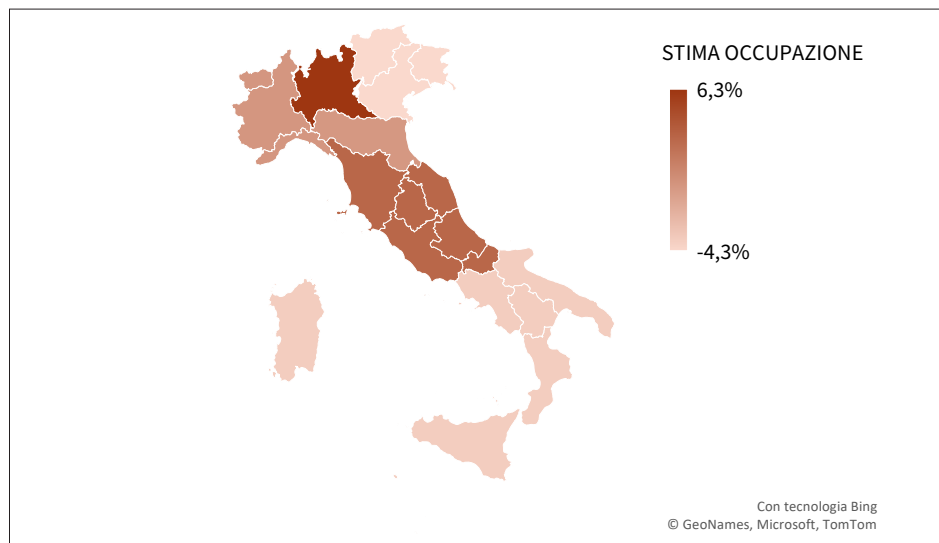 STIMA OCCUPAZIONE
6,3%
-4,3%
Con tecnologia Bing
© GeoNames, Microsoft, TomTom